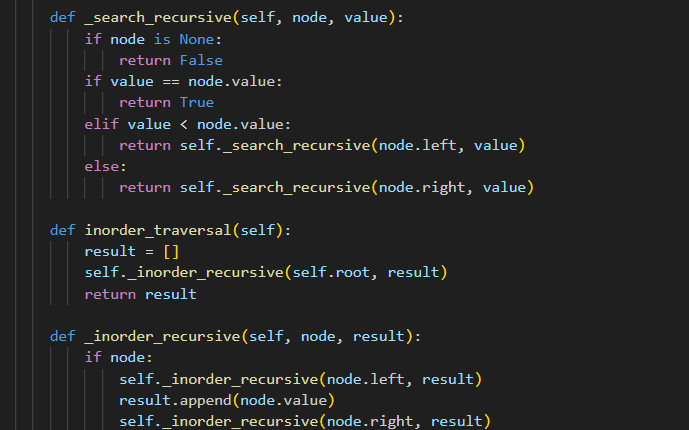 def _search_recursive(self, node, value):
    if node is None:
        return False
    if value == node.value:
        return True
    elif value < node.value:
        return self._search_recursive(node.left, value)
    else:
        return self._search_recursive(node.right, value)

def inorder_traversal(self):
    result = []
    self._inorder_recursive(self.root, result)
    return result

def _inorder_recursive(self, node, result):
    if node:
        self._inorder_recursive(node.left, result)
        result.append(node.value)
        self._inorder_recursive(node.right, result)